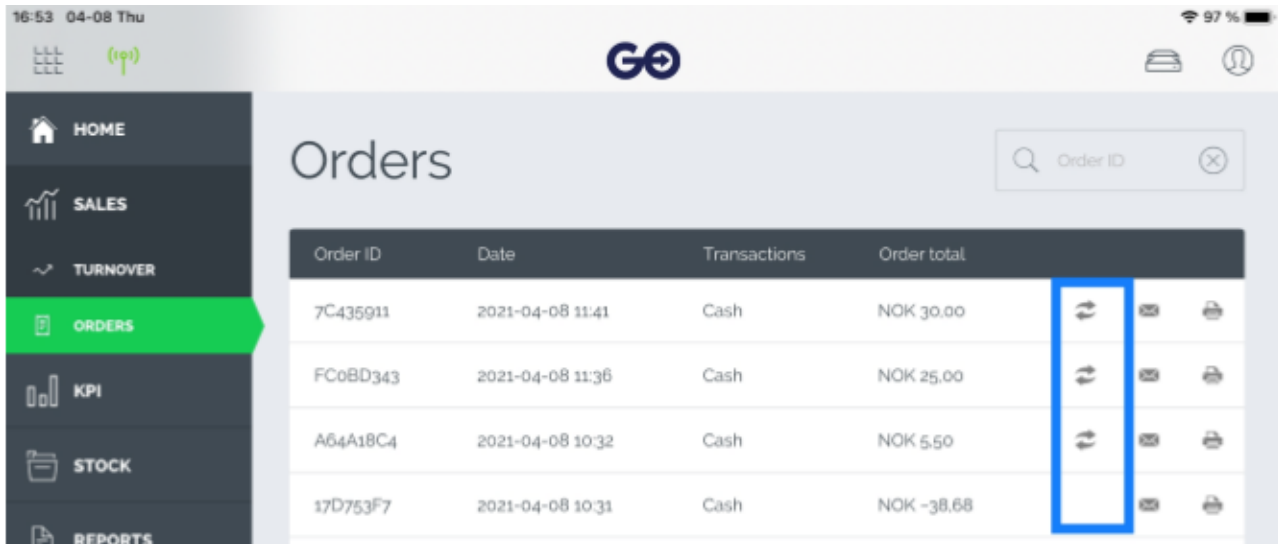 16:53 04-08 Thu
97 %
GO
HOME
SALES
TURNOVER
ORDERS
KPI
STOCK
REPORTS
Orders
Order ID
Order ID Date Transactions Order total
7C435911 2021-04-08 11:41 Cash NOK 30,00
FC0BD343 2021-04-08 11:36 Cash NOK 25,00
A64A18C4 2021-04-08 10:32 Cash NOK 5,50
17D753F7 2021-04-08 10:31 Cash NOK -38,68